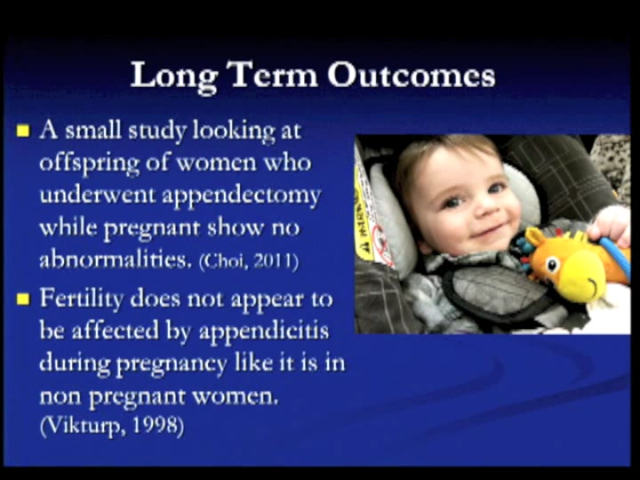 Long Term Outcomes
A small study looking at
offspring of women who
underwent appendectomy
while pregnant show no
abnormalities. (Choi, 2011)
Fertility does not appear to
be affected by appendicitis
during pregnancy like it is in
non pregnant women.
(Vikturp, 1998)